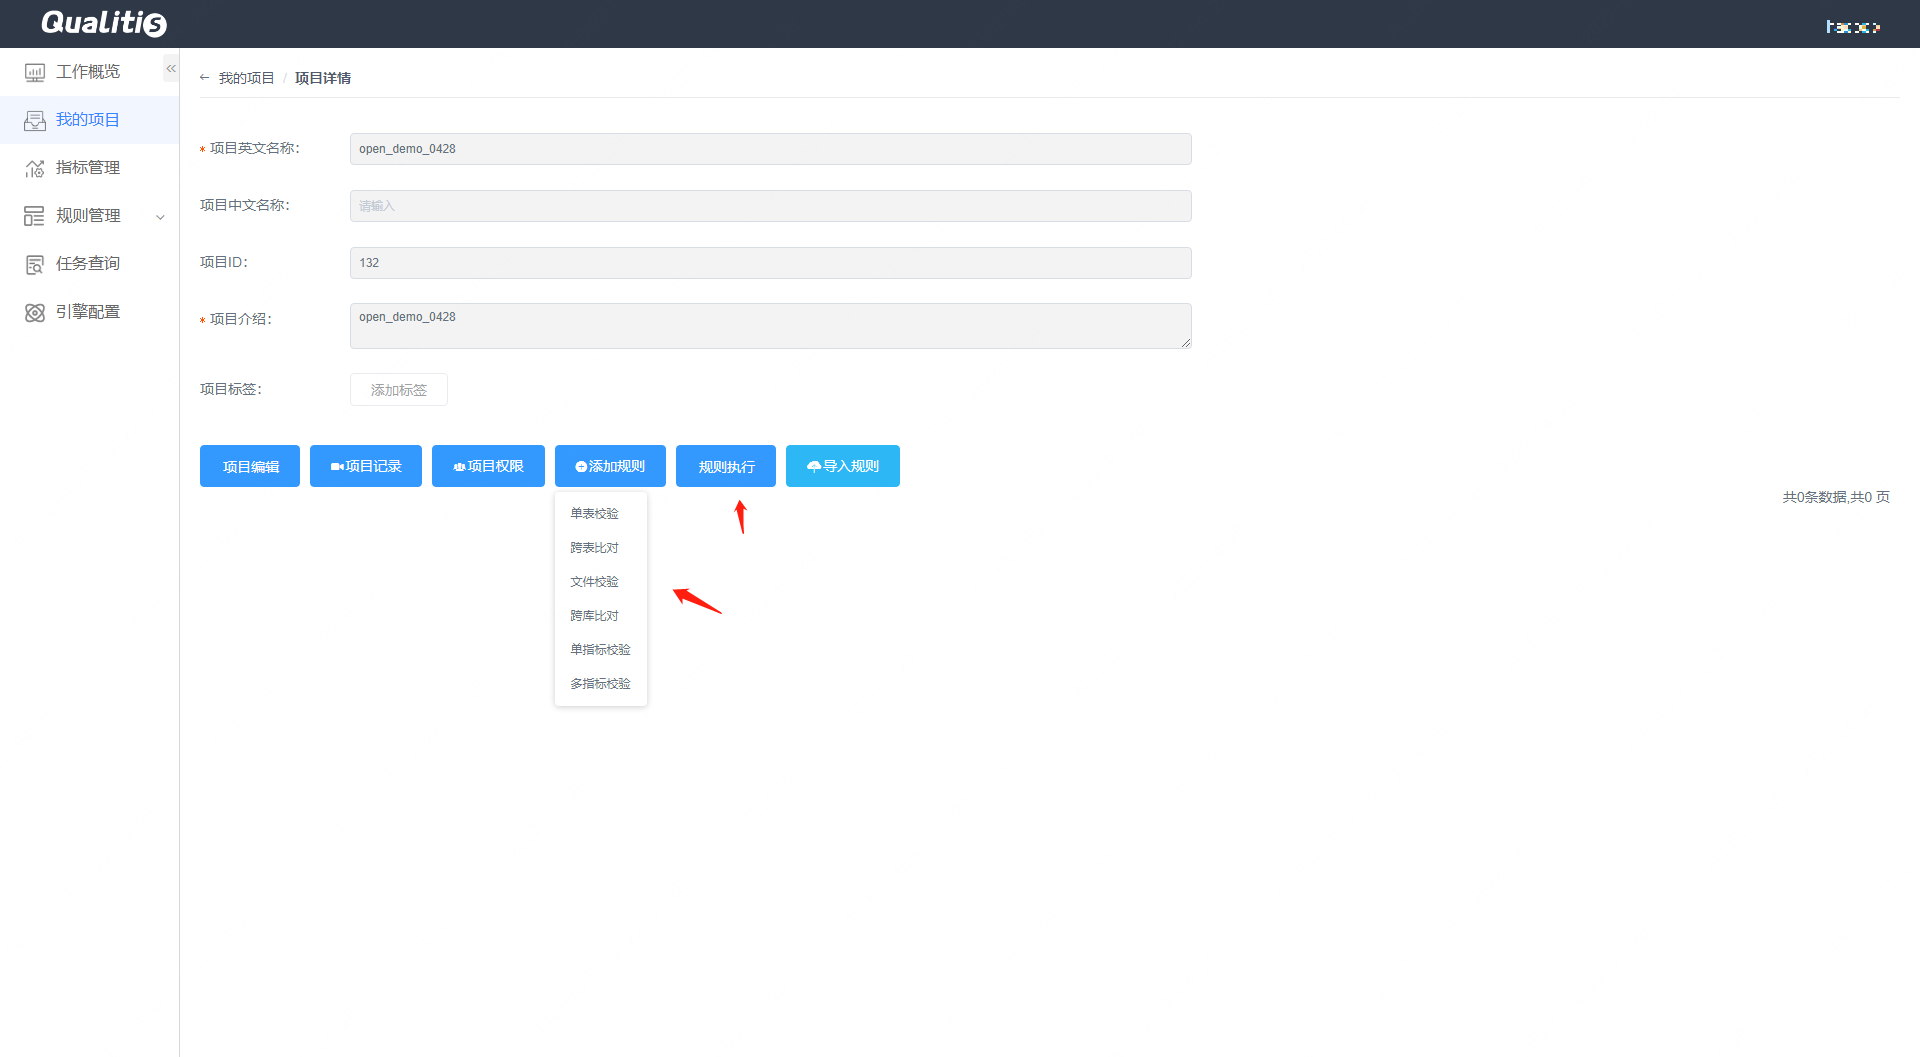 Qualitis
工作概览
我的项目
指标管理
规则管理
任务查询
引擎配置
我的项目 / 项目详情
* 项目英文名称: open_demo_0428
项目中文名称: 请输入
项目ID: 132
* 项目介绍: open_demo_0428
项目标签: 添加标签
项目编辑 项目记录 项目权限 添加规则 规则执行 导入规则
共0条数据,共0 页
单表校验
跨表比对
文件校验
跨库比对
单指标校验
多指标校验